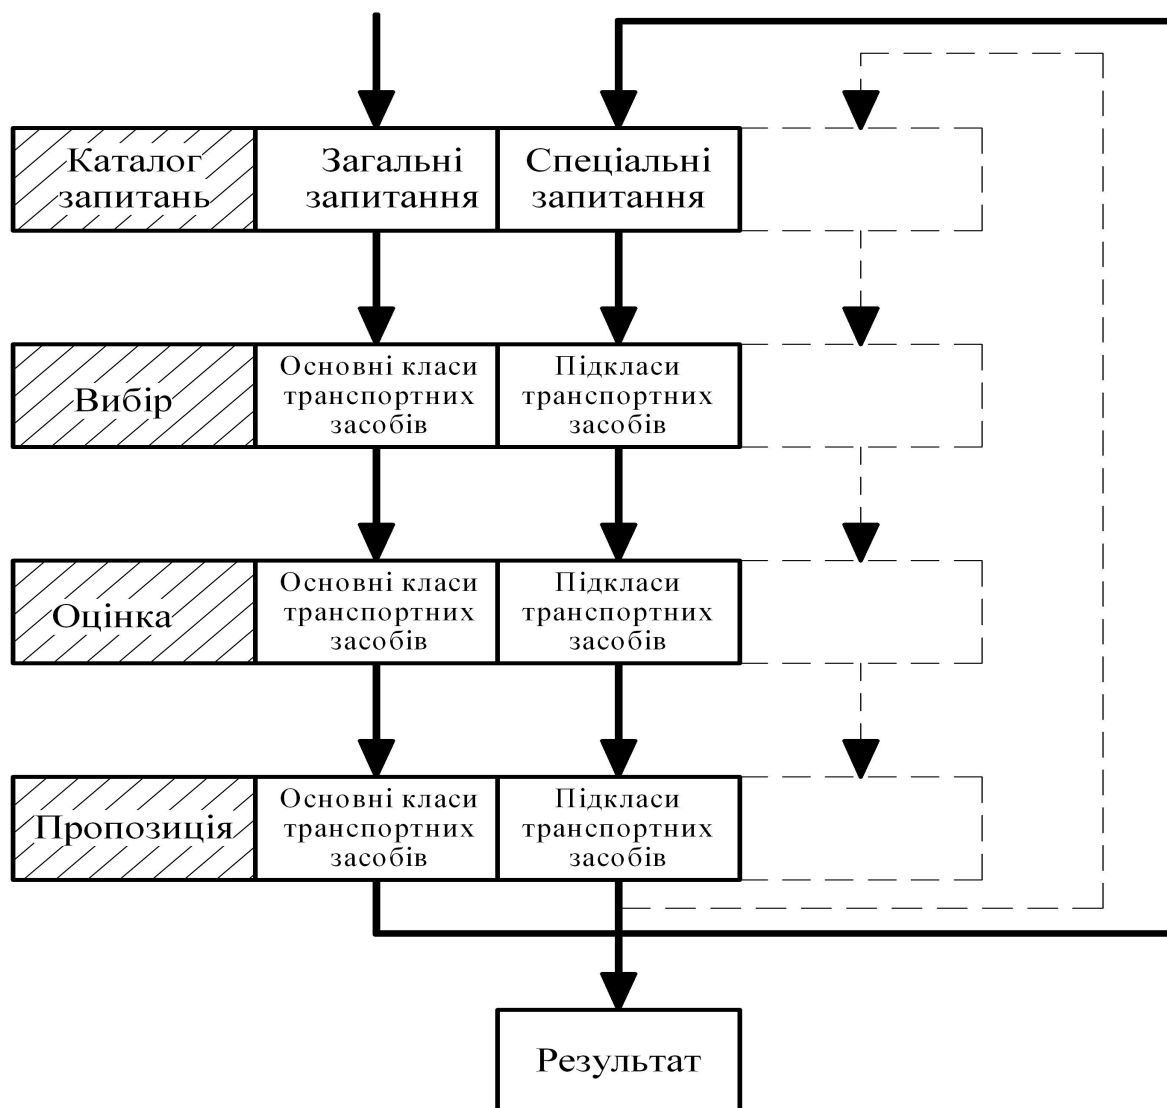 Каталог
запитань
Загальні
запитання
Спеціальні
запитання
Вибір
Основні класи
транспортних
засобів
Підкласи
транспортних
засобів
Оцінка
Основні класи
транспортних
засобів
Підкласи
транспортних
засобів
Пропозиція
Основні класи
транспортних
засобів
Підкласи
транспортних
засобів
Результат